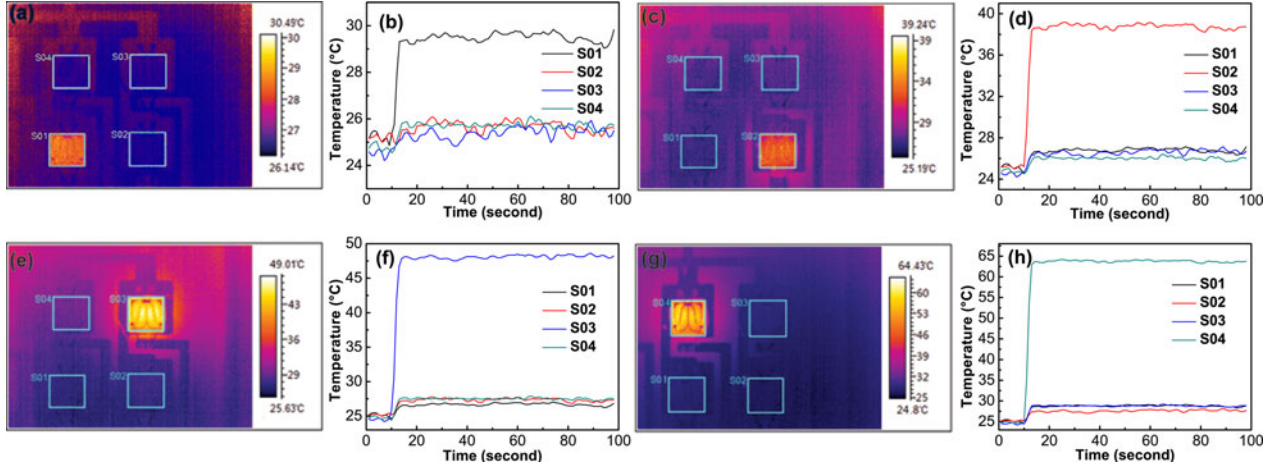 (a)
30.49°C
30
29
28
27
26.14°C
S04
S03
S01
S02
(b)
Temperature (°C)
30
28
26
24
0 20 40 60 80 100
Time (second)
S01
S02
S03
S04
(c)
39.24°C
39
34
29
25.19°C
S04
S03
S01
S02
(d)
Temperature (°C)
40
36
32
28
24
0 20 40 60 80 100
Time (second)
S01
S02
S03
S04
(e)
49.01°C
43
36
29
25.63°C
S04
S03
S01
S02
(f)
Temperature (°C)
50
45
40
35
30
25
0 20 40 60 80 100
Time (second)
S01
S02
S03
S04
(g)
64.43°C
60
52
45
39
32
25
24.8°C
S04
S03
S01
S02
(h)
Temperature (°C)
65
60
55
50
45
40
35
30
25
0 20 40 60 80 100
Time (second)
S01
S02
S03
S04